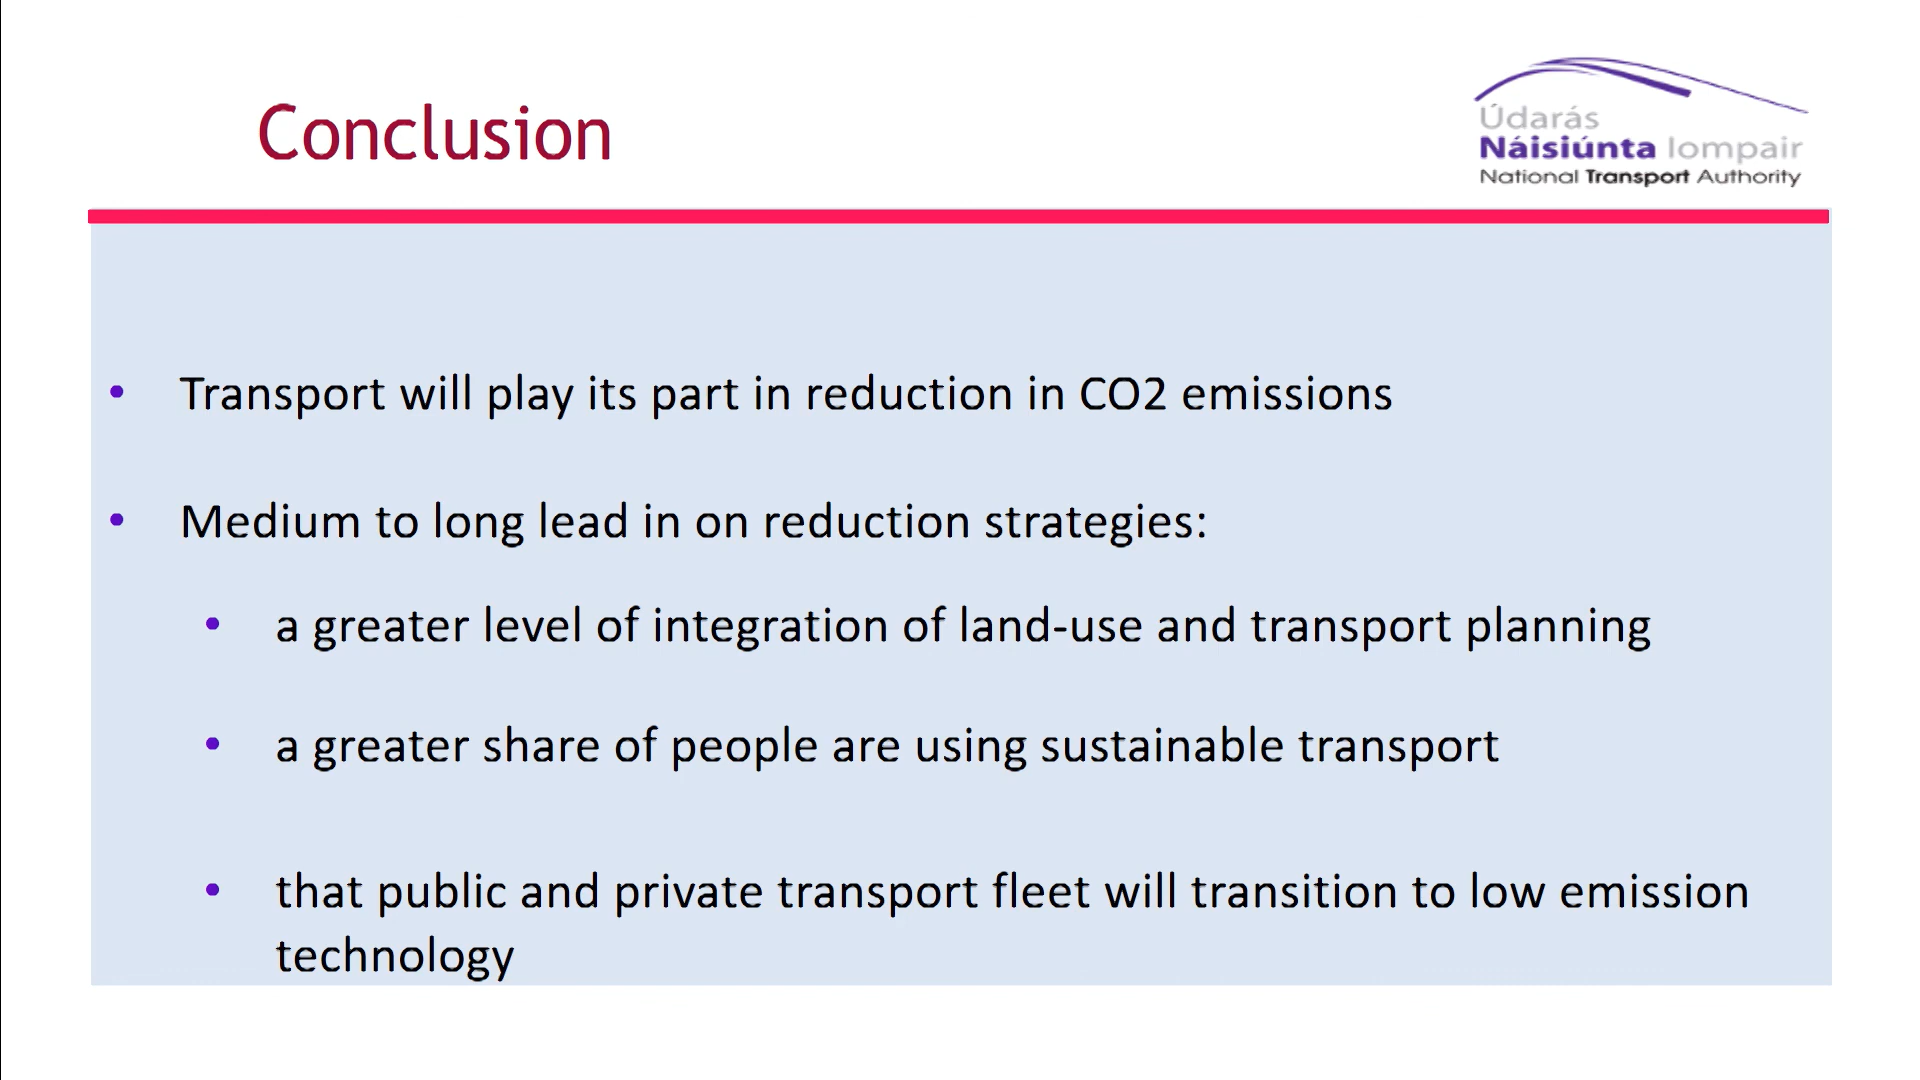 Conclusion
Údarás
Náisiúnta Iompair
National Transport Authority
• Transport will play its part in reduction in CO2 emissions
• Medium to long lead in on reduction strategies:
• a greater level of integration of land-use and transport planning
• a greater share of people are using sustainable transport
• that public and private transport fleet will transition to low emission
technology